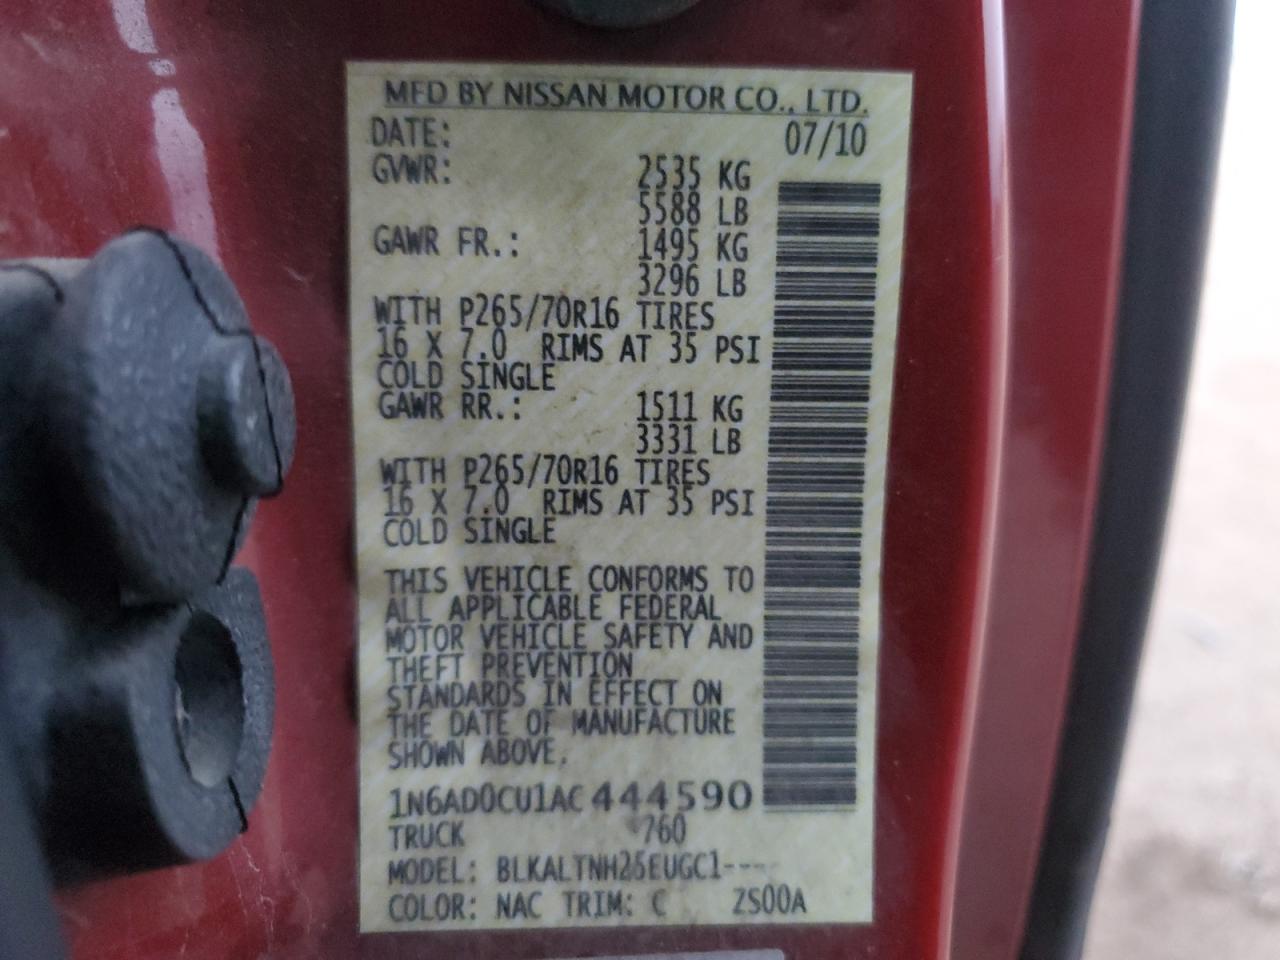 MFD BY NISSAN MOTOR CO., LTD.
DATE: 07/10
GVWR: 2535 KG
5588 LB
GAWR FR.: 1495 KG
3296 LB
WITH P265/70R16 TIRES
16 X 7.0 RIMS AT 35 PSI
COLD SINGLE
GAWR RR.: 1511 KG
3331 LB
WITH P265/70R16 TIRES
16 X 7.0 RIMS AT 35 PSI
COLD SINGLE
THIS VEHICLE CONFORMS TO
ALL APPLICABLE FEDERAL
MOTOR VEHICLE SAFETY AND
THEFT PREVENTION
STANDARDS IN EFFECT ON
THE DATE OF MANUFACTURE
SHOWN ABOVE.
1N6AD0CU1AC444590
TRUCK 760
MODEL: BLKALTNH26EUGC1----
COLOR: NAC TRIM: C ZS00A